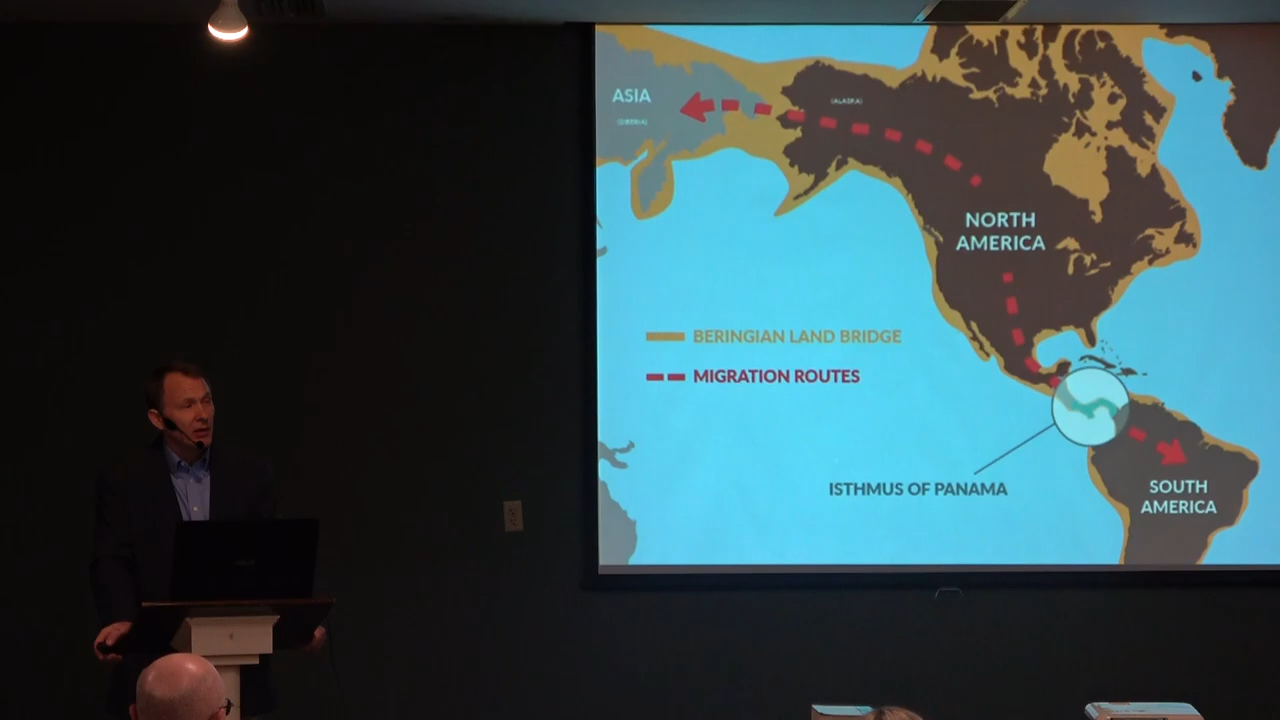 ASIA
(SIBERIA)
(ALASKA)
NORTH
AMERICA
BERINGIAN LAND BRIDGE
MIGRATION ROUTES
ISTHMUS OF PANAMA
SOUTH
AMERICA